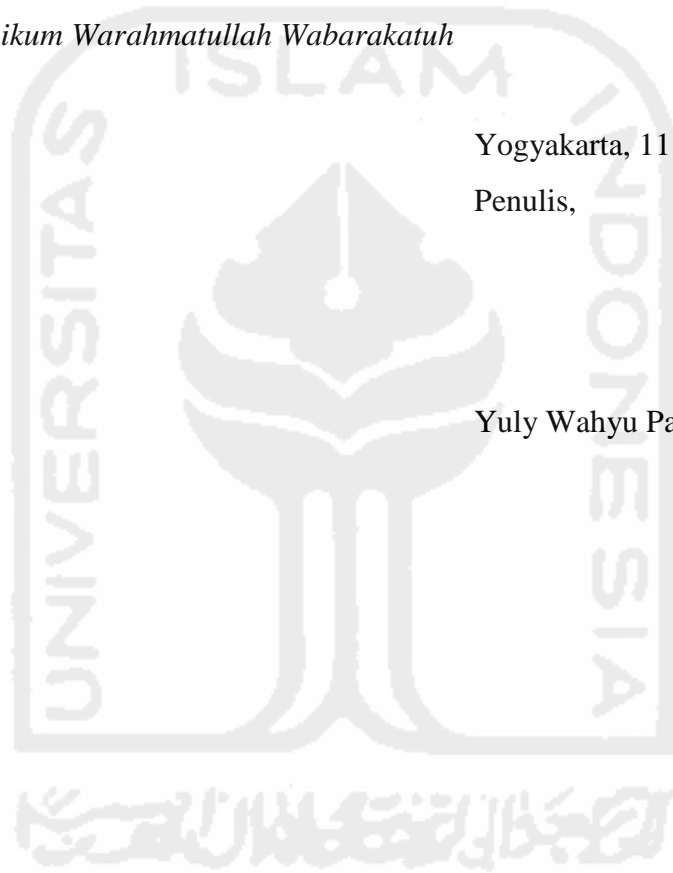 ikum Warahmatullah Wabarakatuh
Yogyakarta, 11
Penulis,
Yuly Wahyu Pa
UNIVERSITAS
ISLAM
INDONESIA